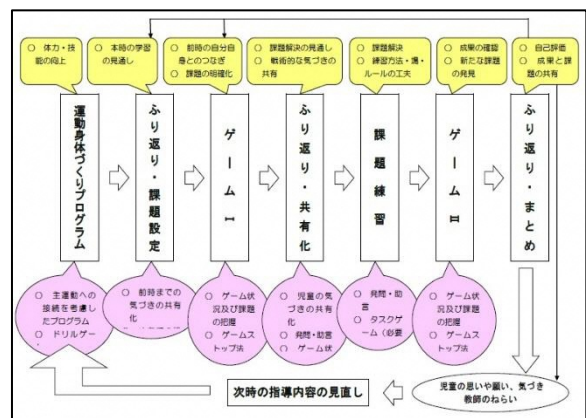 ○ 体力・技
能の向上
○ 本時の学習
の見通し
○ 前時の自分自
身とのつなぎ
○ 課題の明確化
○ 課題解決の見通し
○ 戦術的な気づきの
共有
○ 課題解決
○ 練習方法・場・
ルールの工夫
○ 成果の確認
○ 新たな課題
の発見
○ 自己評価
○ 成果と課
題の共有
運動身体づくりプログラム
ふり返り・課題設定
ゲームⅠ
ふり返り・共有化
課題練習
ゲームⅡ
ふり返り・まとめ
○ 主運動への
接続を考慮し
たプログラム
○ ドリルゲー
○ 前時までの
気づきの共有
化
○ ゲーム状
況及び課題
の把握
○ ゲームス
トップ法
○ 児童の気
づきの共有
化
○ 発問・助言
○ ゲーム状
○ 発問・助
言
○ タスクゲ
ーム（必要
○ ゲーム状
況及び課題
の把握
○ ゲームス
トップ法
次時の指導内容の見直し
児童の思いや願い、気づき
教師のねらい